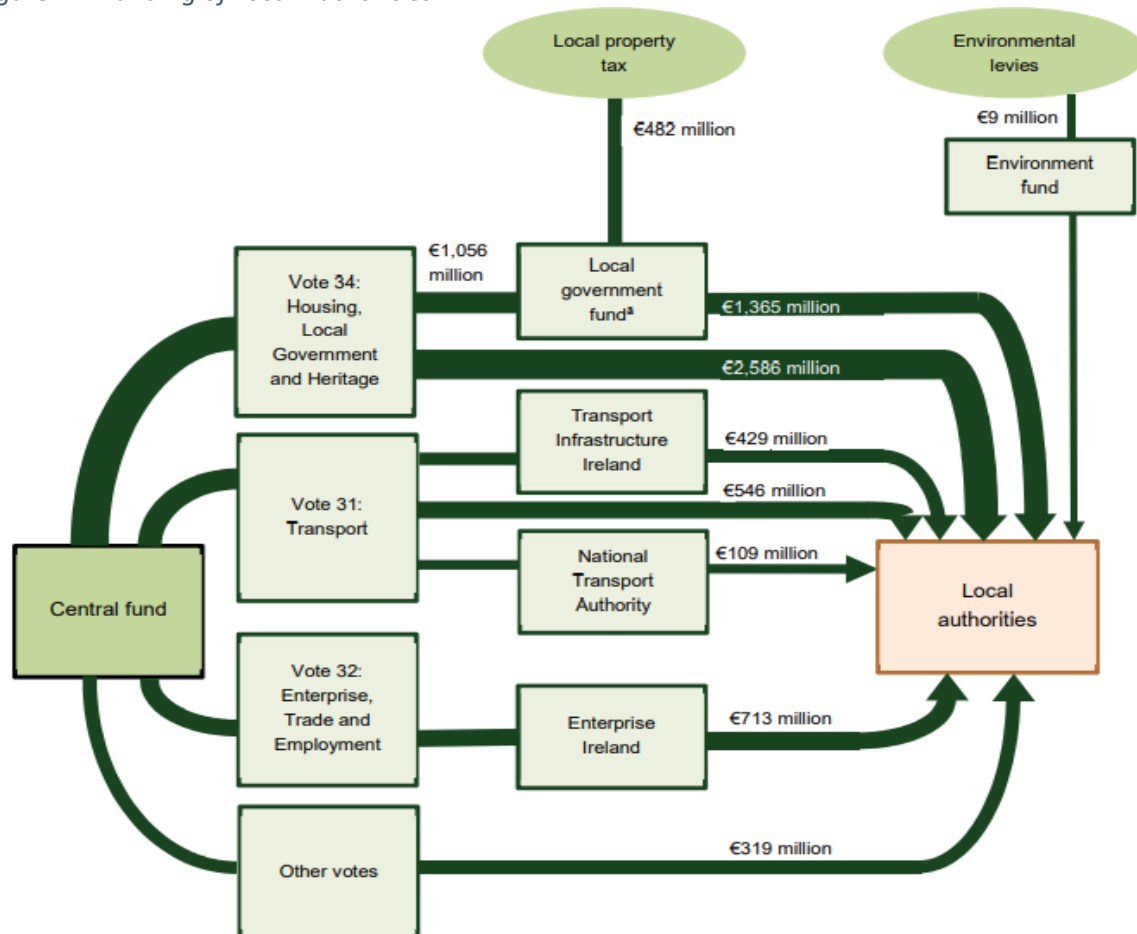 Local property
tax
Environmental
levies
€482 million
€9 million
Environment
fund
€1,056
million
Vote 34:
Housing,
Local
Government
and Heritage
Local
government
fundª
€1,365 million
€2,586 million
Transport
Infrastructure
Ireland
€429 million
Vote 31:
Transport
€546 million
National
Transport
Authority
€109 million
Central fund
Local
authorities
Vote 32:
Enterprise,
Trade and
Employment
Enterprise
Ireland
€713 million
Other votes
€319 million